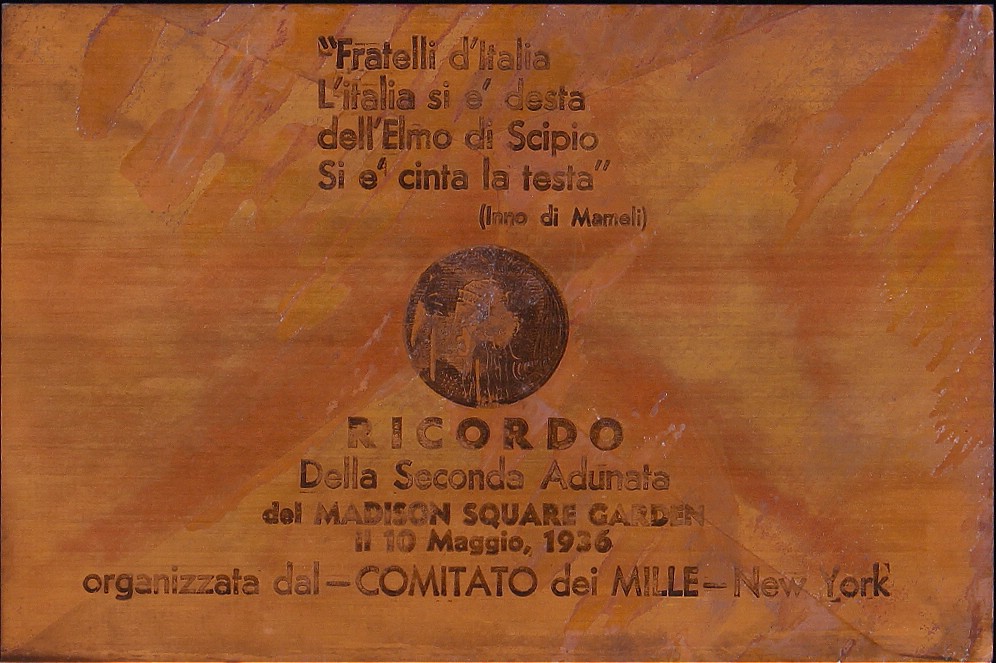 "Fratelli d'Italia
L'italia si e' desta
dell'Elmo di Scipio
Si e' cinta la testa"
(Inno di Mameli)
RICORDO
Della Seconda Adunata
del MADISON SQUARE GARDEN
il 10 Maggio, 1936
organizzata dal-COMITATO dei MILLE-New York